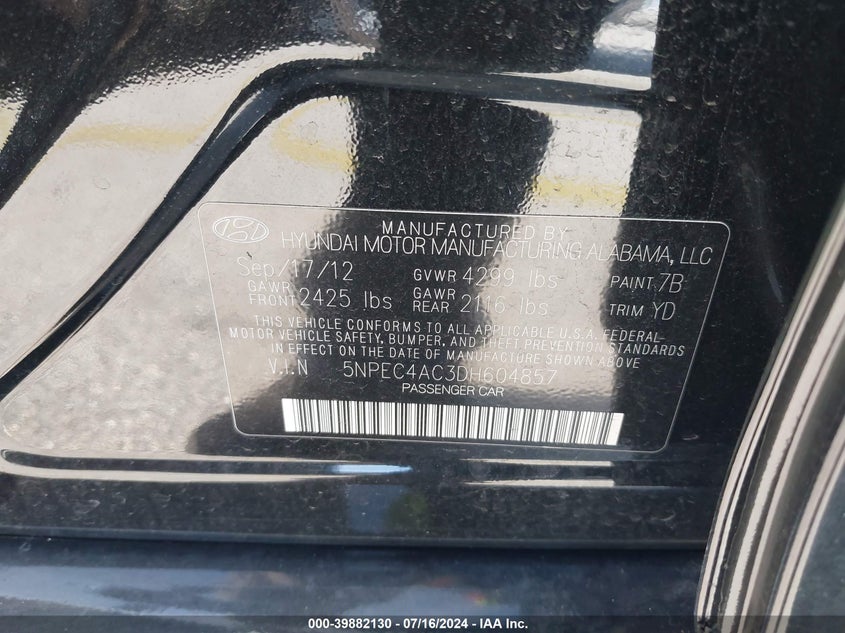 MANUFACTURED BY
HYUNDAI MOTOR MANUFACTURING ALABAMA, LLC
Sep/17/12 GVWR 4299 lbs PAINT 7B
GAWR FRONT 2425 lbs GAWR REAR 2116 lbs TRIM YD
THIS VEHICLE CONFORMS TO ALL APPLICABLE U.S.A. FEDERAL
MOTOR VEHICLE SAFETY, BUMPER, AND THEFT PREVENTION STANDARDS
IN EFFECT ON THE DATE OF MANUFACTURE SHOWN ABOVE
V.I.N 5NPEC4AC3DH604857
PASSENGER CAR
000-39882130 - 07/16/2024 - IAA Inc.